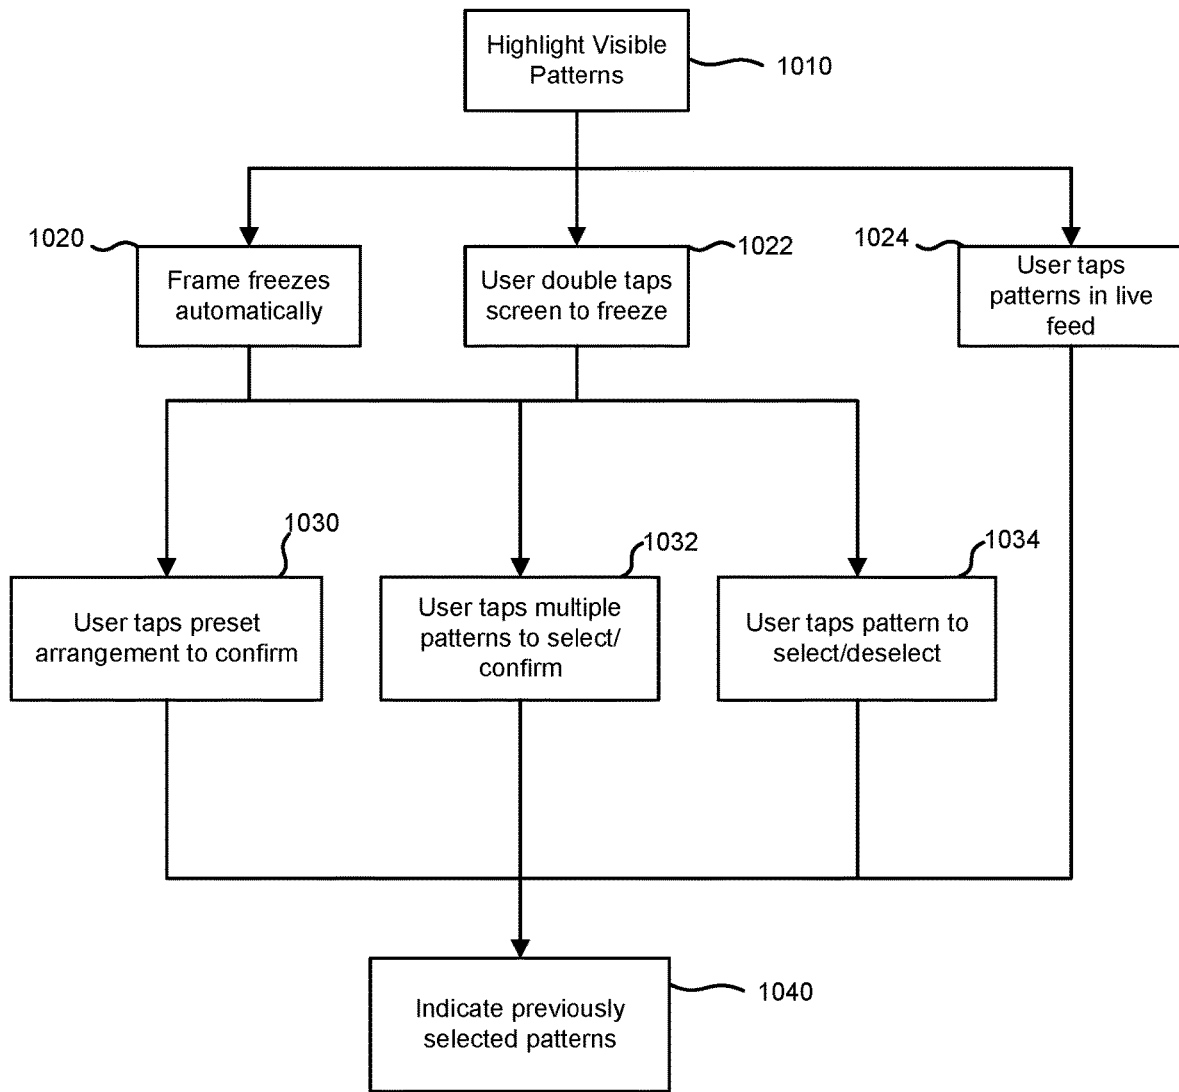 Highlight Visible
Patterns
1010
1020
1022
1024
Frame freezes
automatically
User double taps
screen to freeze
User taps
patterns in live
feed
1030
1032
1034
User taps preset
arrangement to confirm
User taps multiple
patterns to select/
confirm
User taps pattern to
select/deselect
Indicate previously
selected patterns
1040